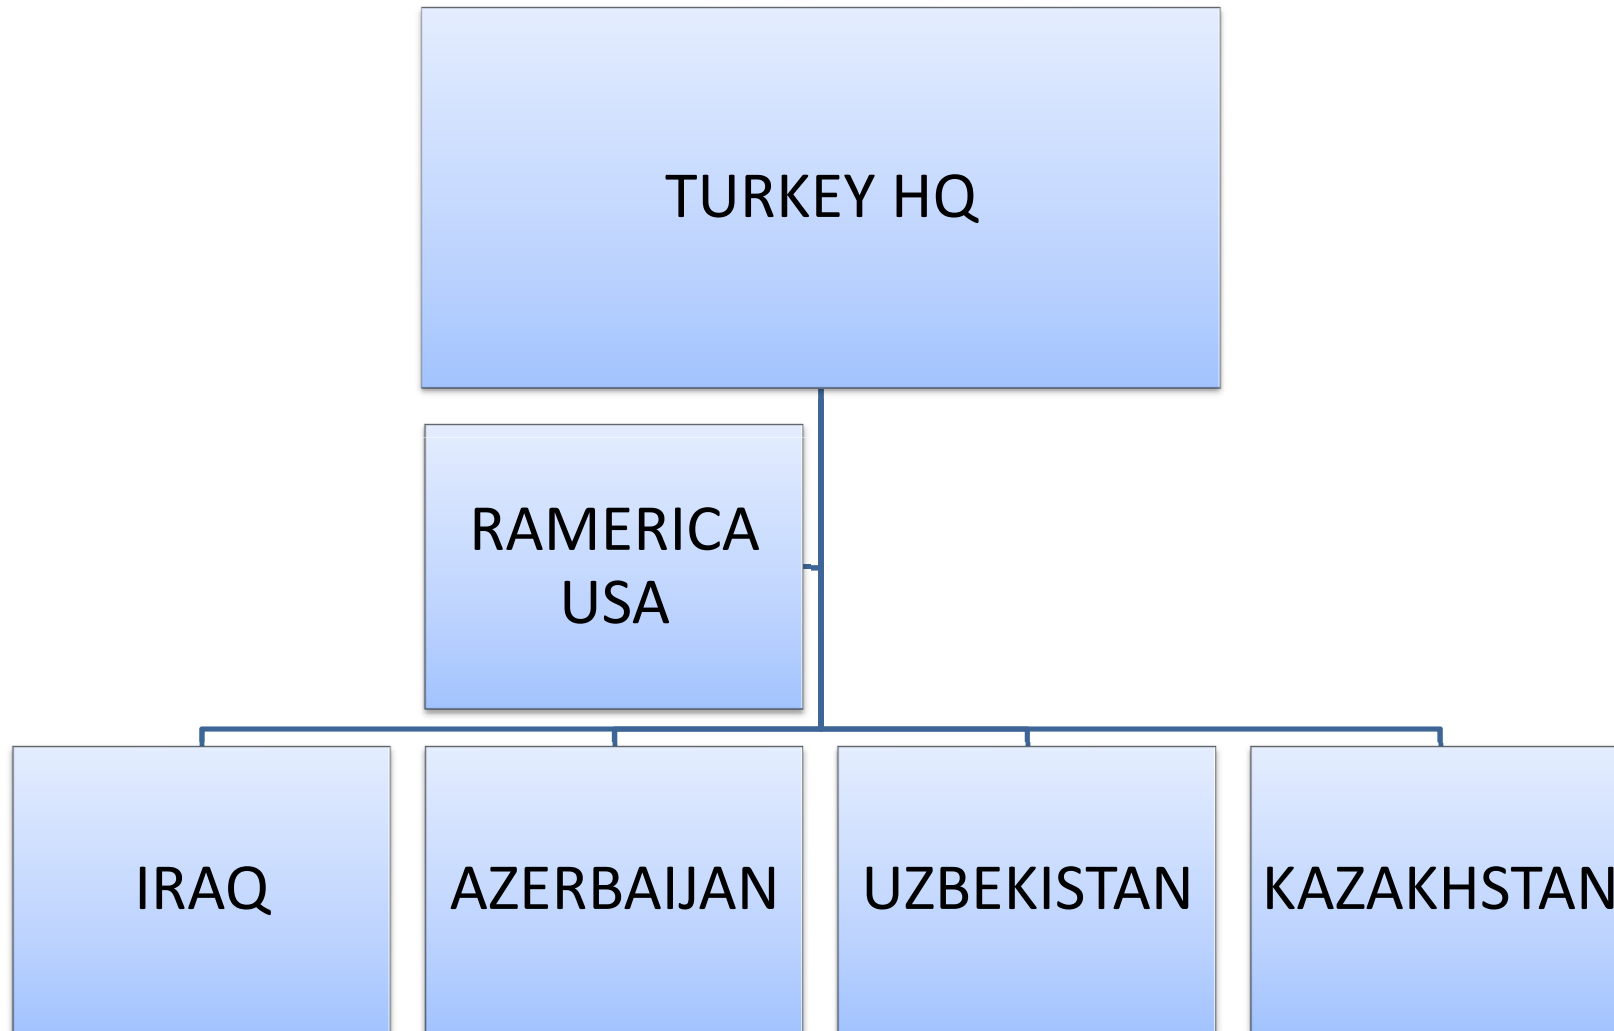 TURKEY HQ
RAMERICA
USA
IRAQ
AZERBAIJAN
UZBEKISTAN
KAZAKHSTAN